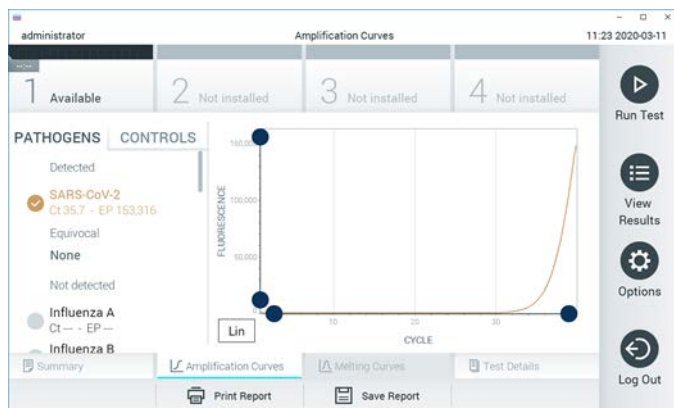 administrator
Amplification Curves
11:23 2020-03-11
1 Available
2 Not installed
3 Not installed
4 Not installed
Run Test
View
Results
Options
Log Out
PATHOGENS
CONTROLS
Detected
SARS-CoV-2
Ct 35.7 - EP 153,316
Equivocal
None
Not detected
Influenza A
Ct --- - EP ---
Influenza B
150,000
100,000
50,000
0
FLUORESCENCE
10
20
30
CYCLE
Lin
Summary
Amplification Curves
Melting Curves
Test Details
Print Report
Save Report